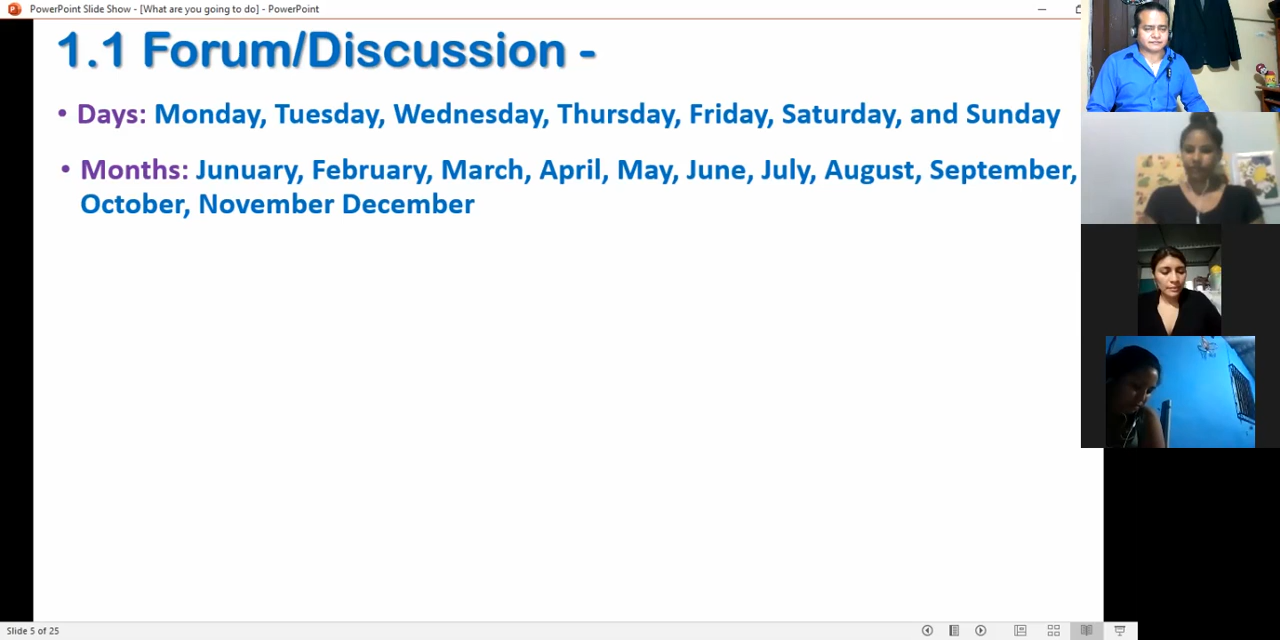 PowerPoint Slide Show - [What are you going to do] - PowerPoint
1.1 Forum/Discussion -
• Days: Monday, Tuesday, Wednesday, Thursday, Friday, Saturday, and Sunday
• Months: Junuary, February, March, April, May, June, July, August, September,
October, November December
Slide 5 of 25